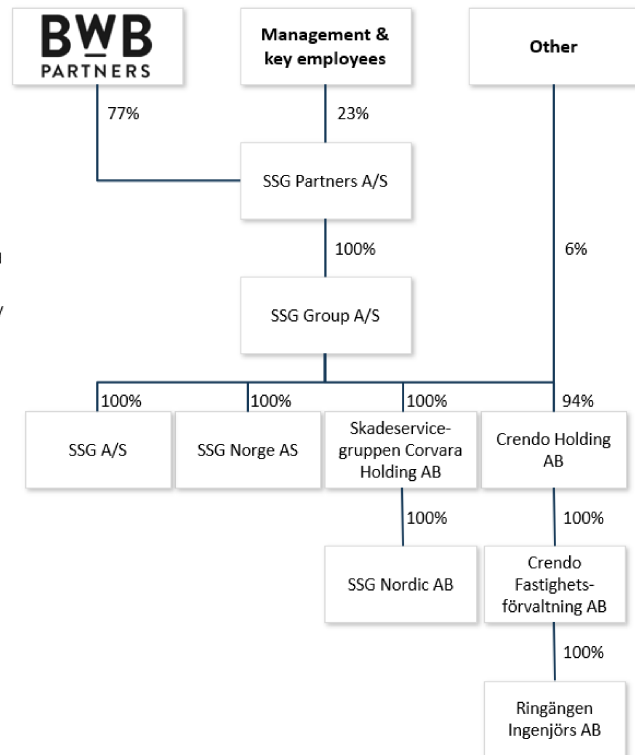 BWB
PARTNERS
Management &
key employees
Other
77%
23%
SSG Partners A/S
100%
6%
SSG Group A/S
100%
100%
100%
94%
SSG A/S
SSG Norge AS
Skadeservice-
gruppen Corvara
Holding AB
Crendo Holding
AB
100%
100%
SSG Nordic AB
Crendo
Fastighets-
förvaltning AB
100%
Ringängen
Ingenjörs AB